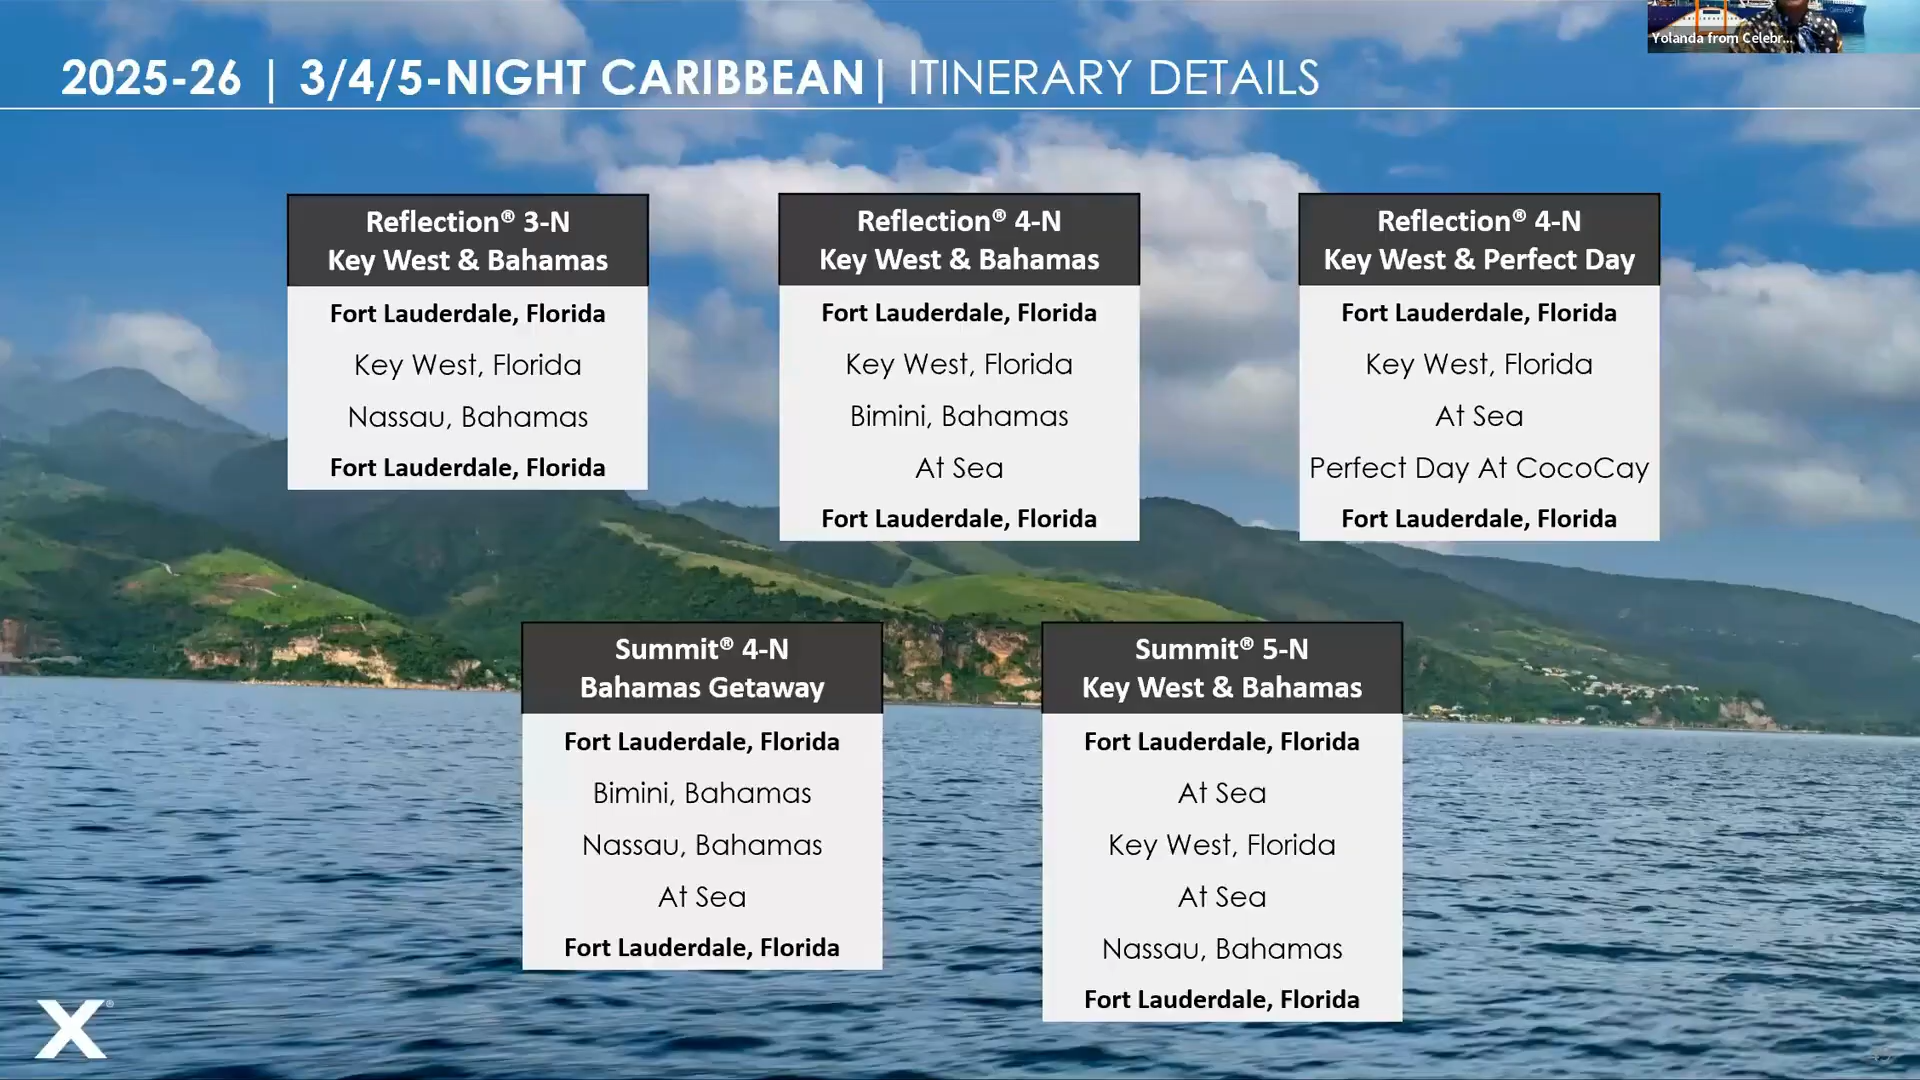 Yolanda from Celebr...
2025-26 | 3/4/5-NIGHT CARIBBEAN| ITINERARY DETAILS
Reflection® 3-N
Key West & Bahamas
Fort Lauderdale, Florida
Key West, Florida
Nassau, Bahamas
Fort Lauderdale, Florida
Reflection® 4-N
Key West & Bahamas
Fort Lauderdale, Florida
Key West, Florida
Bimini, Bahamas
At Sea
Fort Lauderdale, Florida
Reflection® 4-N
Key West & Perfect Day
Fort Lauderdale, Florida
Key West, Florida
At Sea
Perfect Day At CocoCay
Fort Lauderdale, Florida
Summit® 4-N
Bahamas Getaway
Fort Lauderdale, Florida
Bimini, Bahamas
Nassau, Bahamas
At Sea
Fort Lauderdale, Florida
Summit® 5-N
Key West & Bahamas
Fort Lauderdale, Florida
At Sea
Key West, Florida
At Sea
Nassau, Bahamas
Fort Lauderdale, Florida
X®